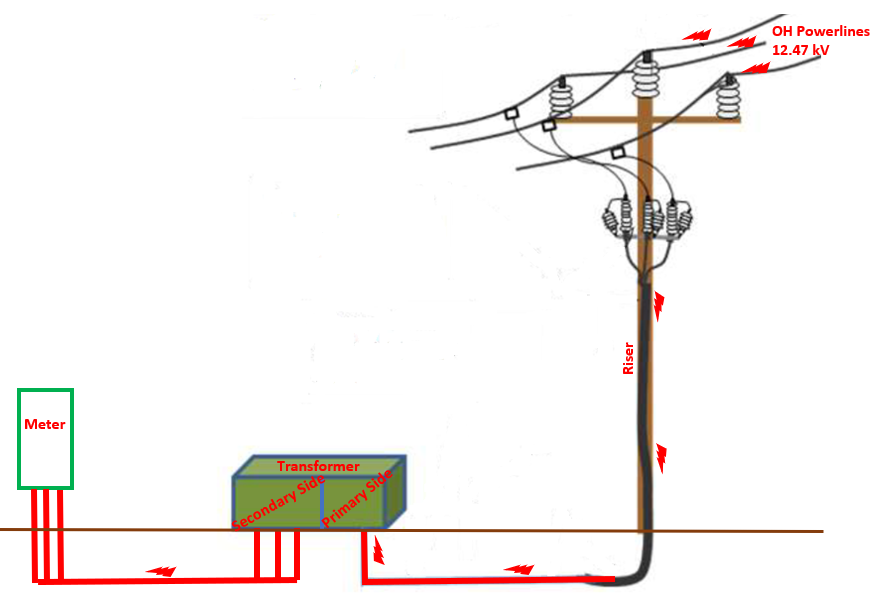 OH Powerlines
12.47 kV
Riser
Meter
Transformer
Secondary Side
Primary Side